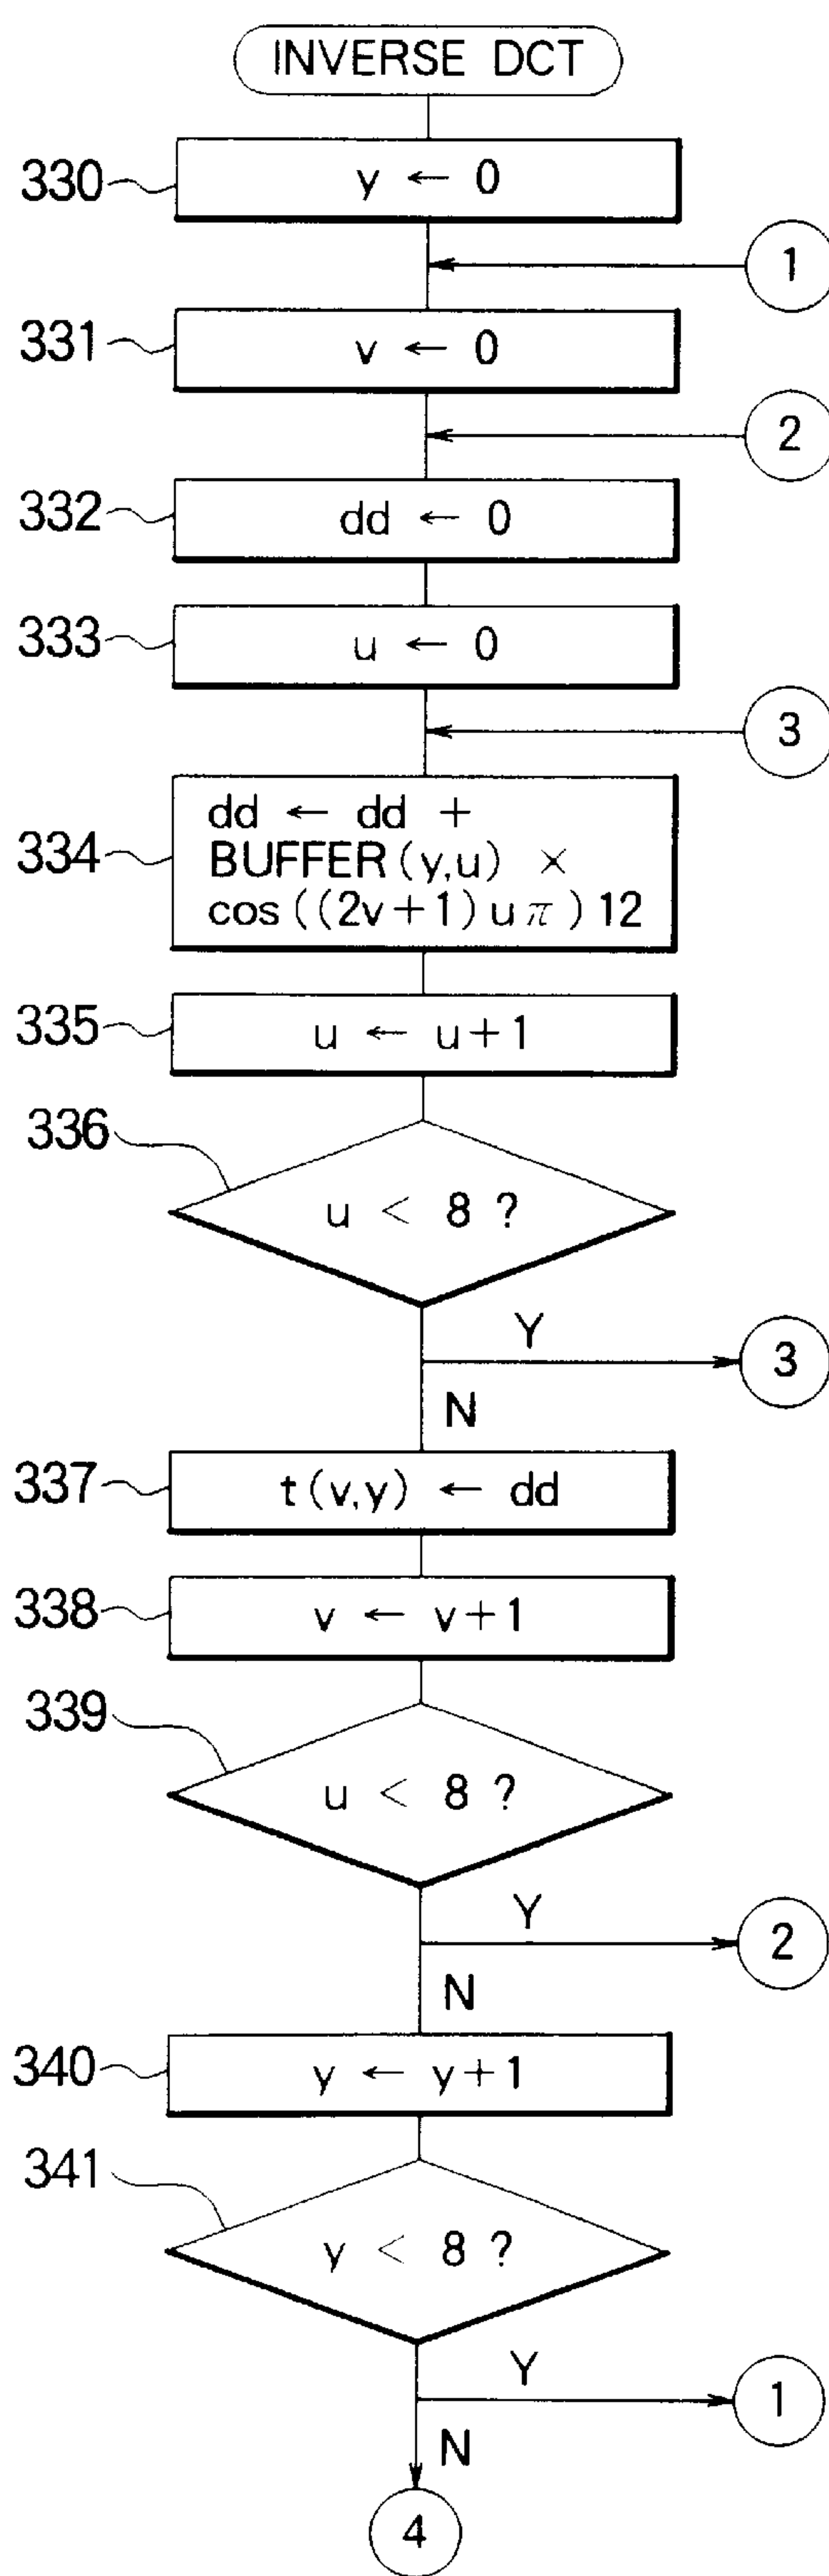 INVERSE DCT
330
y ← 0
1
331
v ← 0
2
332
dd ← 0
333
u ← 0
3
334
dd ← dd +
BUFFER(y,u) ×
cos((2v+1)uπ)12
335
u ← u+1
336
u < 8 ?
Y
3
N
337
t(v,y) ← dd
338
v ← v+1
339
u < 8 ?
Y
2
N
340
y ← y+1
341
y < 8 ?
Y
1
N
4